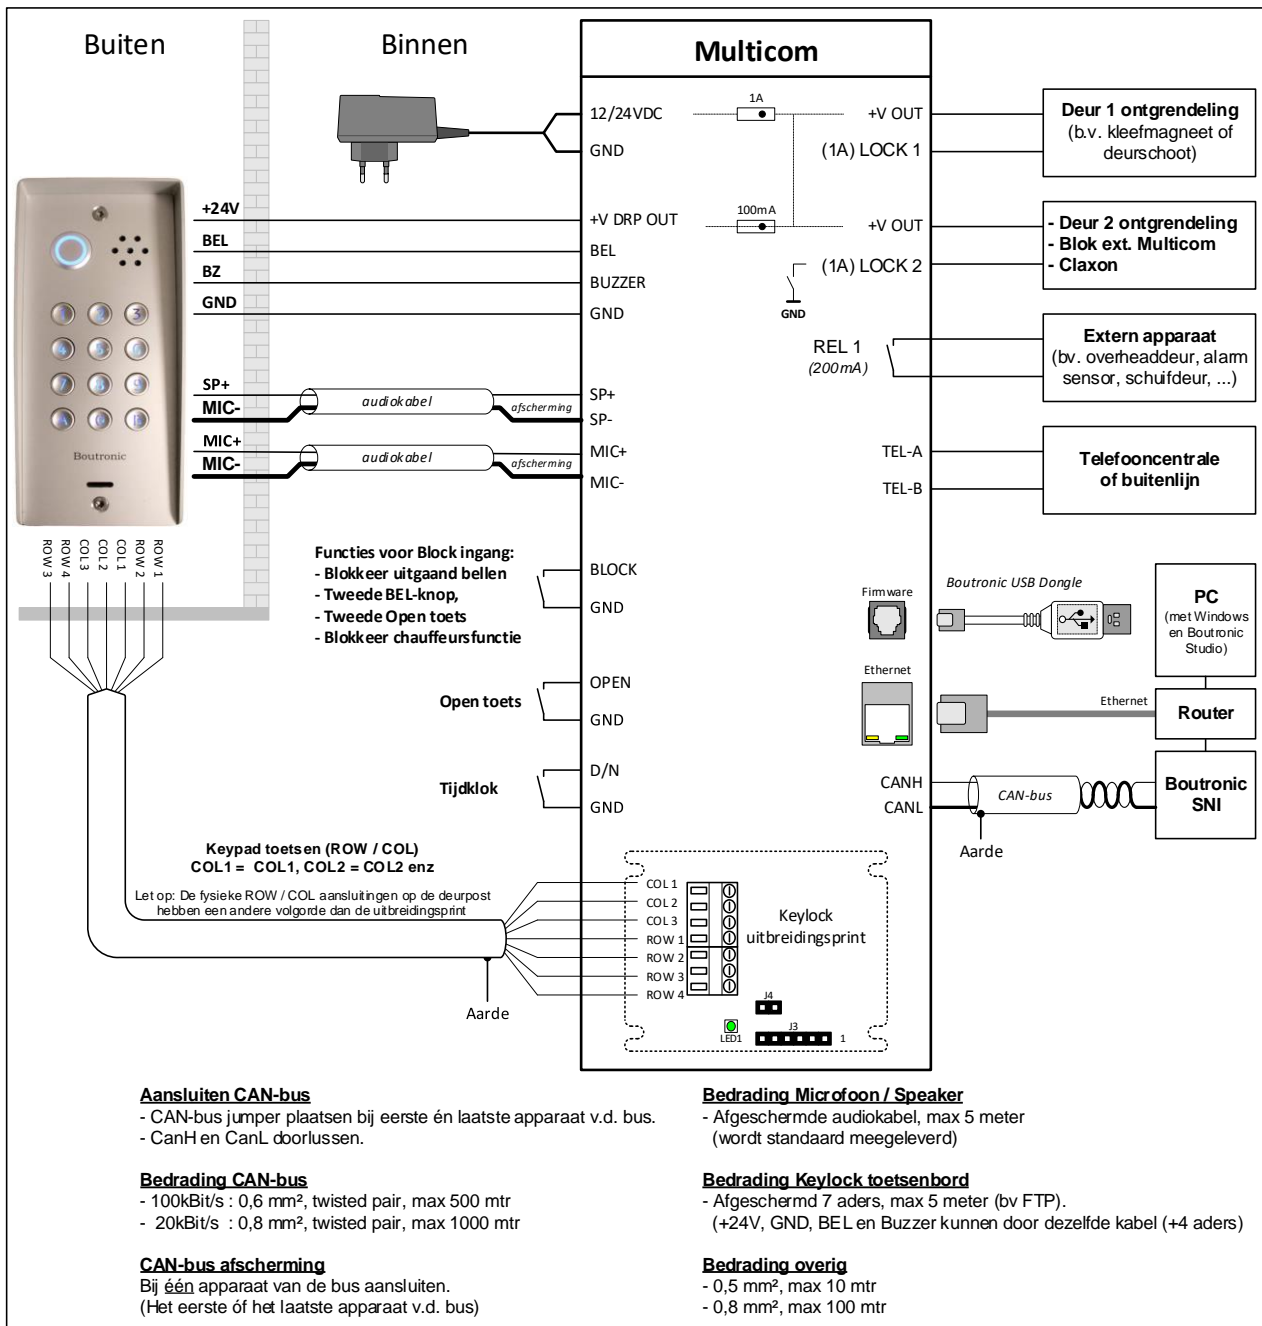 Buiten
Binnen
Multicom
12/24VDC
GND
1A
+V OUT
(1A) LOCK 1
Deur 1 ontgrendeling
(b.v. kleefmagneet of
deurschoot)
+24V
BEL
BZ
GND
+V DRP OUT
BEL
BUZZER
GND
100mA
+V OUT
(1A) LOCK 2
GND
- Deur 2 ontgrendeling
- Blok ext. Multicom
- Claxon
REL 1
(200mA)
Extern apparaat
(bv. overheaddeur, alarm
sensor, schuifdeur, ...)
1 2 3
4 5 6
7 8 9
A 0 B
Boutronic
SP+
MIC-
audiokabel
afscherming
SP+
SP-
MIC+
MIC-
audiokabel
afscherming
MIC+
MIC-
TEL-A
TEL-B
Telefooncentrale
of buitenlijn
ROW 3
ROW 4
COL 3
COL 2
COL 1
ROW 2
ROW 1
Functies voor Block ingang:
- Blokkeer uitgaand bellen
- Tweede BEL-knop,
- Tweede Open toets
- Blokkeer chauffeursfunctie
BLOCK
GND
Firmware
Boutronic USB Dongle
PC
(met Windows
en Boutronic
Studio)
Open toets
OPEN
GND
Ethernet
Ethernet
Router
Tijdklok
D/N
GND
CANH
CANL
CAN-bus
Aarde
Boutronic
SNI
Keypad toetsen (ROW / COL)
COL1 = COL1, COL2 = COL2 enz
Let op: De fysieke ROW / COL aansluitingen op de deurpost
hebben een andere volgorde dan de uitbreidingsprint
Aarde
COL 1
COL 2
COL 3
ROW 1
ROW 2
ROW 3
ROW 4
Keylock
uitbreidingsprint
J4
LED1
J3
1
Aansluiten CAN-bus
- CAN-bus jumper plaatsen bij eerste én laatste apparaat v.d. bus.
- CanH en CanL doorlussen.
Bedrading CAN-bus
- 100kBit/s : 0,6 mm², twisted pair, max 500 mtr
- 20kBit/s : 0,8 mm², twisted pair, max 1000 mtr
CAN-bus afscherming
Bij één apparaat van de bus aansluiten.
(Het eerste óf het laatste apparaat v.d. bus)
Bedrading Microfoon / Speaker
- Afgeschermde audiokabel, max 5 meter
(wordt standaard meegeleverd)
Bedrading Keylock toetsenbord
- Afgeschermd 7 aders, max 5 meter (bv FTP).
(+24V, GND, BEL en Buzzer kunnen door dezelfde kabel (+4 aders)
Bedrading overig
- 0,5 mm², max 10 mtr
- 0,8 mm², max 100 mtr